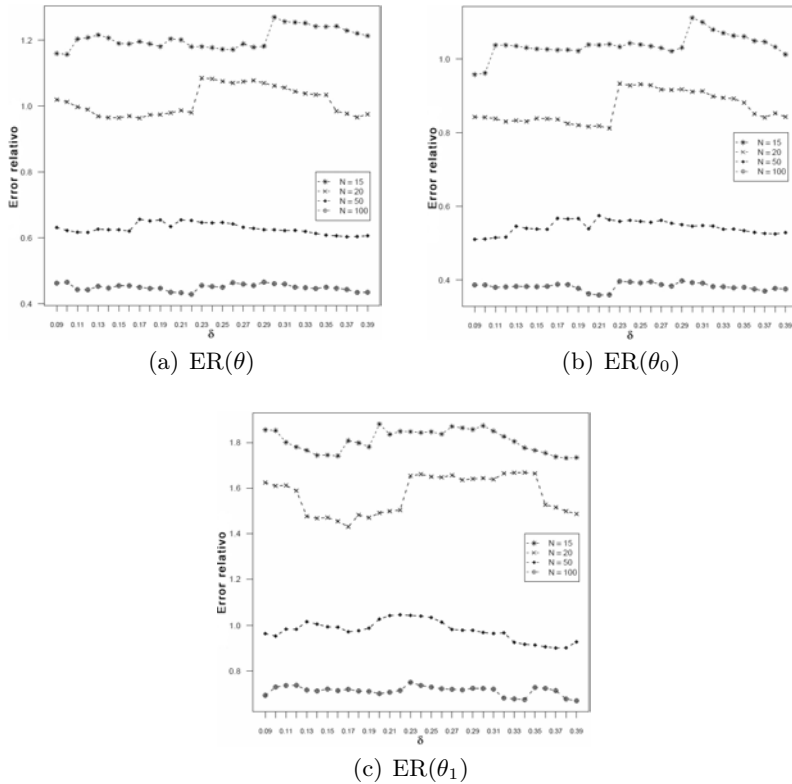 1.2
1.0
0.8
0.6
0.4
Error relativo
N = 15
N = 20
N = 50
N = 100
0.09 0.11 0.13 0.15 0.17 0.19 0.21 0.23 0.25 0.27 0.29 0.31 0.33 0.35 0.37 0.39
δ
(a) ER(θ)
1.0
0.8
0.6
0.4
Error relativo
N = 15
N = 20
N = 50
N = 100
0.09 0.11 0.13 0.15 0.17 0.19 0.21 0.23 0.25 0.27 0.29 0.31 0.33 0.35 0.37 0.39
δ
(b) ER(θ₀)
1.8
1.6
1.4
1.2
1.0
0.8
Error relativo
N = 15
N = 20
N = 50
N = 100
0.09 0.11 0.13 0.15 0.17 0.19 0.21 0.23 0.25 0.27 0.29 0.31 0.33 0.35 0.37 0.39
δ
(c) ER(θ₁)